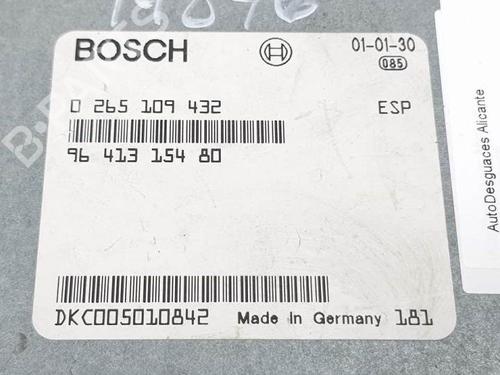 BOSCH
01-01-30
085
0 265 109 432
ESP
96 413 154 80
DKC005010842 Made In Germany 181
AutoDesguaces Alicante